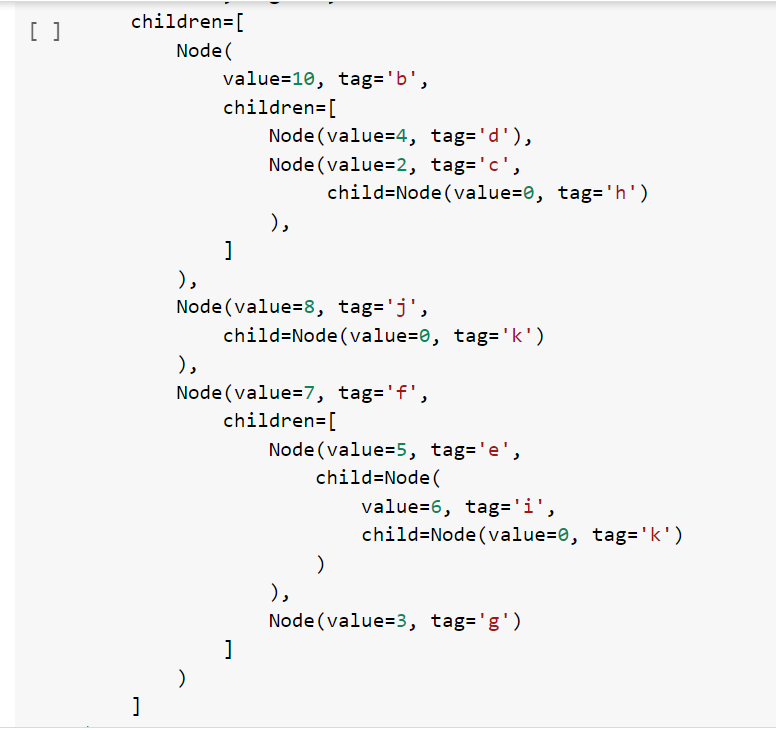 [ ]
children=[
Node(
value=10, tag='b',
children=[
Node(value=4, tag='d'),
Node(value=2, tag='c',
child=Node(value=0, tag='h')
),
]
),
Node(value=8, tag='j',
child=Node(value=0, tag='k')
),
Node(value=7, tag='f',
children=[
Node(value=5, tag='e',
child=Node(
value=6, tag='i',
child=Node(value=0, tag='k')
)
),
Node(value=3, tag='g')
]
)
]